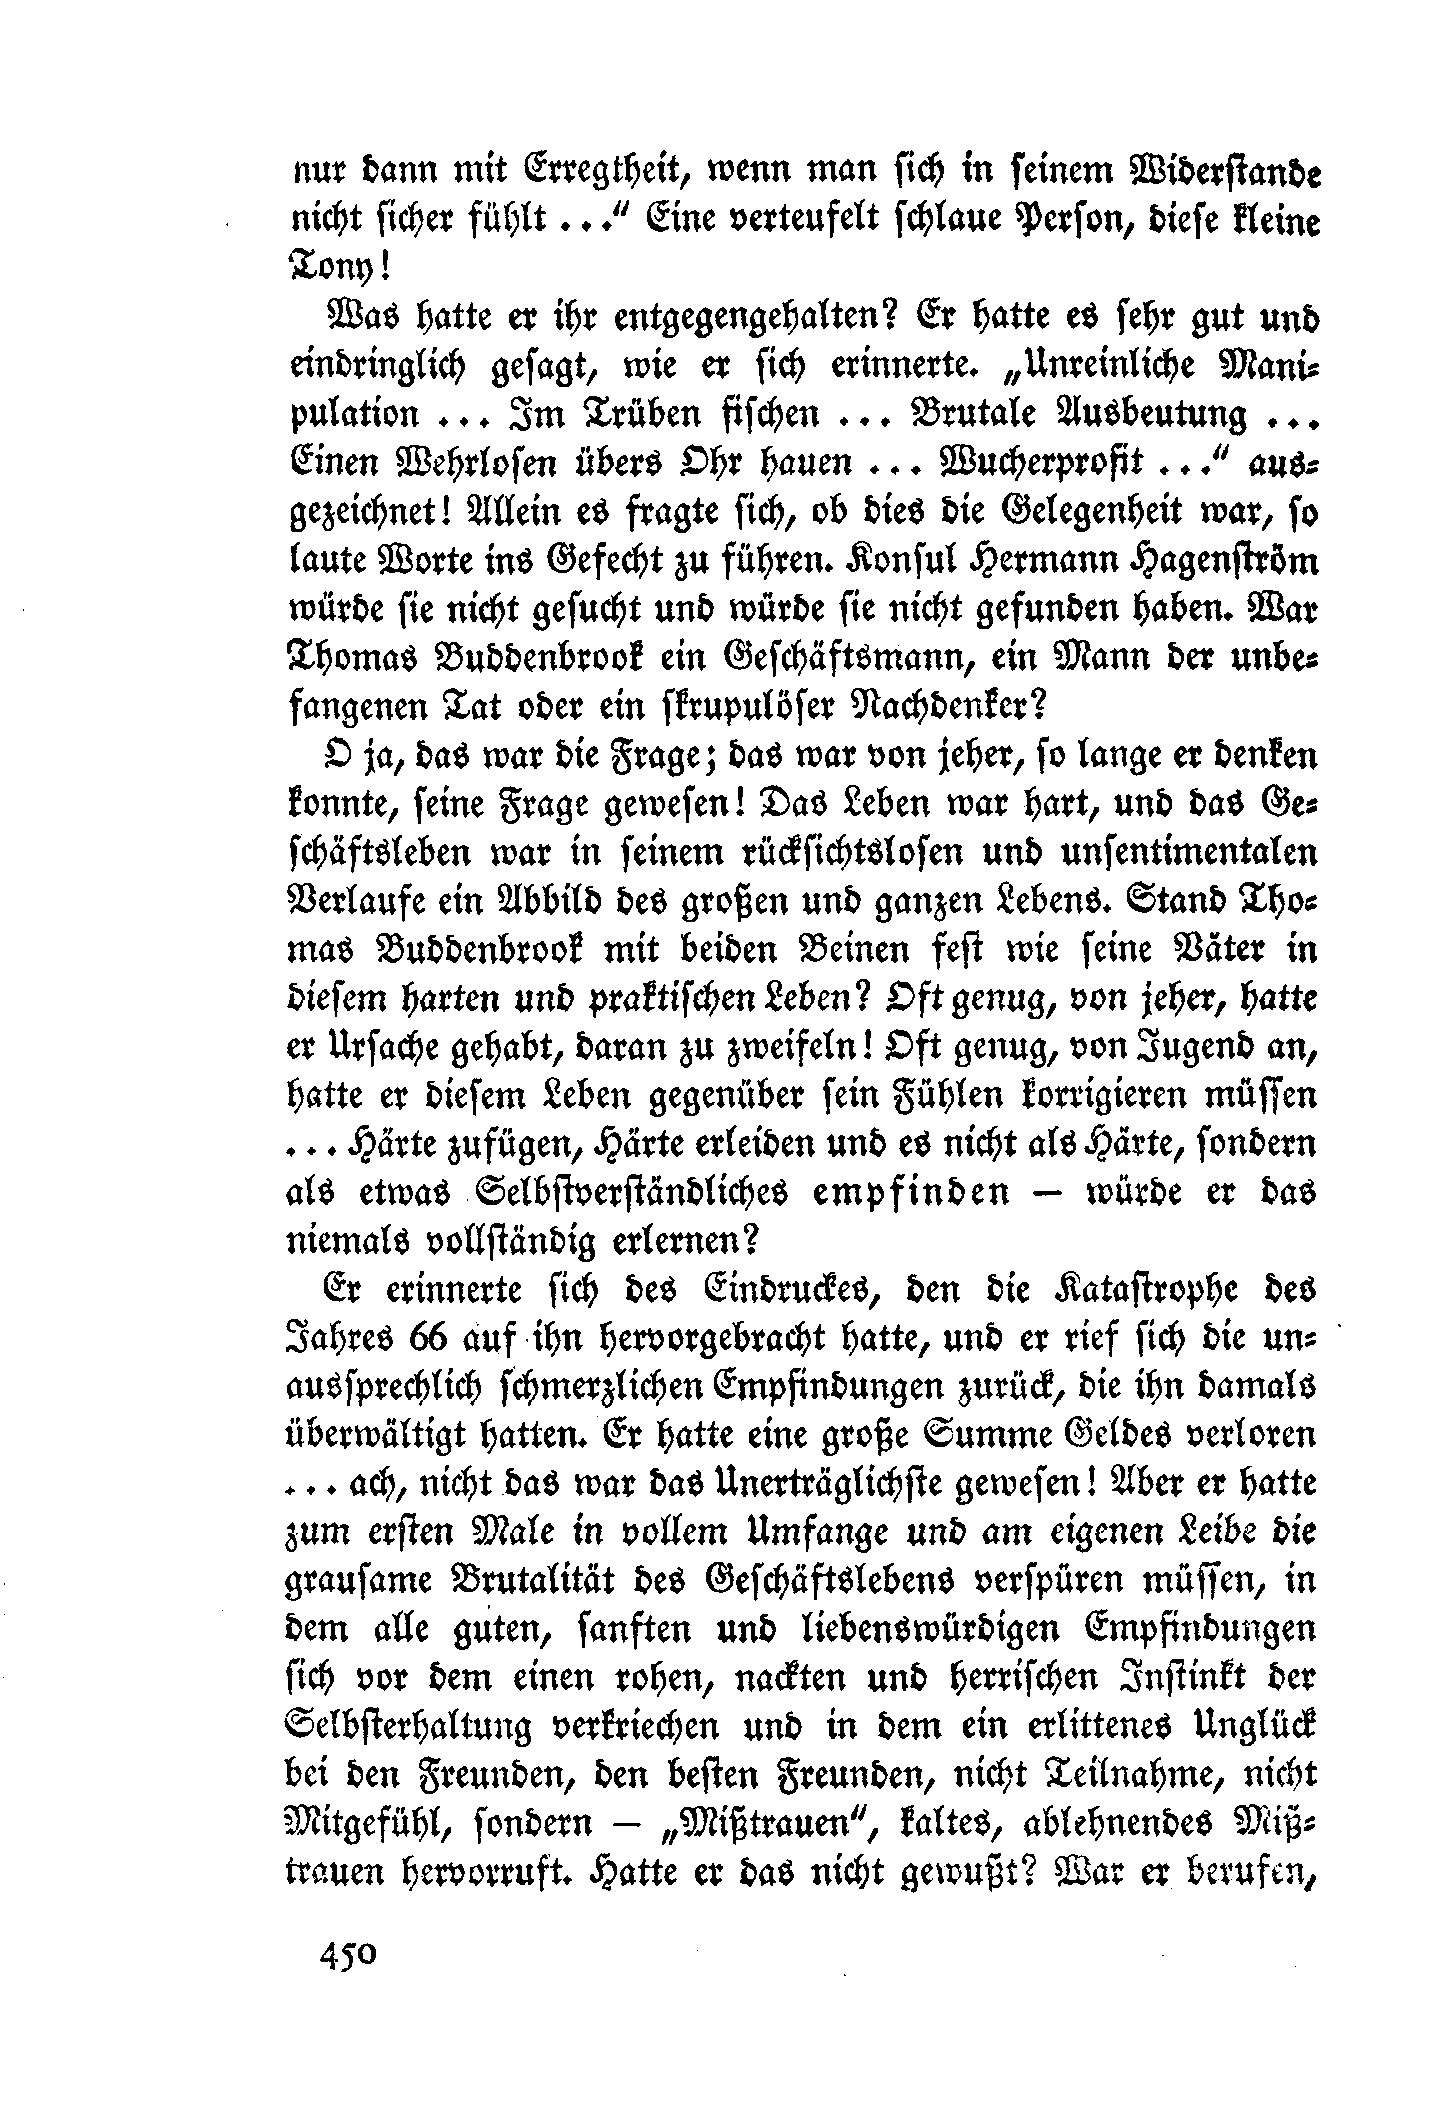 nur dann mit Erregtheit, wenn man sich in seinem Widerstande
nicht sicher fühlt ..." Eine verteufelt schlaue Person, diese kleine
Tony!
Was hatte er ihr entgegengehalten? Er hatte es sehr gut und
eindringlich gesagt, wie er sich erinnerte. „Unreinliche Mani-
pulation ... Im Trüben fischen ... Brutale Ausbeutung ...
Einen Wehrlosen übers Ohr hauen ... Wucherprofit ..." aus-
gezeichnet! Allein es fragte sich, ob dies die Gelegenheit war, so
laute Worte ins Gefecht zu führen. Konsul Hermann Hagenström
würde sie nicht gesucht und würde sie nicht gefunden haben. War
Thomas Buddenbrook ein Geschäftsmann, ein Mann der unbe-
fangenen Tat oder ein skrupulöser Nachdenker?
O ja, das war die Frage; das war von jeher, so lange er denken
konnte, seine Frage gewesen! Das Leben war hart, und das Ge-
schäftsleben war in seinem rücksichtslosen und unsentimentalen
Verlaufe ein Abbild des großen und ganzen Lebens. Stand Tho-
mas Buddenbrook mit beiden Beinen fest wie seine Väter in
diesem harten und praktischen Leben? Oft genug, von jeher, hatte
er Ursache gehabt, daran zu zweifeln! Oft genug, von Jugend an,
hatte er diesem Leben gegenüber sein Fühlen korrigieren müssen
... Härte zufügen, Härte erleiden und es nicht als Härte, sondern
als etwas Selbstverständliches empfinden — würde er das
niemals vollständig erlernen?
Er erinnerte sich des Eindruckes, den die Katastrophe des
Jahres 66 auf ihn hervorgebracht hatte, und er rief sich die un-
aussprechlich schmerzlichen Empfindungen zurück, die ihn damals
überwältigt hatten. Er hatte eine große Summe Geldes verloren
... ach, nicht das war das Unerträglichste gewesen! Aber er hatte
zum ersten Male in vollem Umfange und am eigenen Leibe die
grausame Brutalität des Geschäftslebens verspüren müssen, in
dem alle guten, sanften und liebenswürdigen Empfindungen
sich vor dem einen rohen, nackten und herrischen Instinkt der
Selbsterhaltung verkriechen und in dem ein erlittenes Unglück
bei den Freunden, den besten Freunden, nicht Teilnahme, nicht
Mitgefühl, sondern — „Mißtrauen", kaltes, ablehnendes Miß-
trauen hervorruft. Hatte er das nicht gewußt? War er berufen,
450